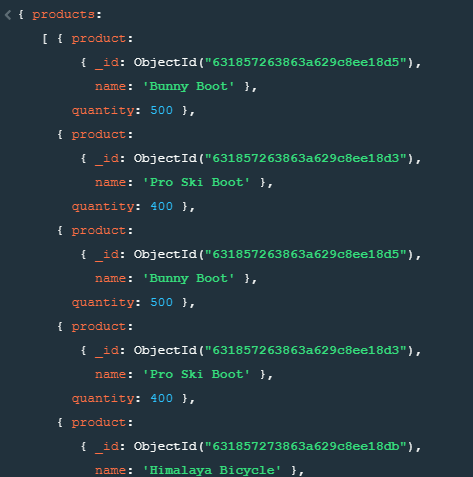 { products:
[ { product:
{ _id: ObjectId("631857263863a629c8ee18d5"),
name: 'Bunny Boot' },
quantity: 500 },
{ product:
{ _id: ObjectId("631857263863a629c8ee18d3"),
name: 'Pro Ski Boot' },
quantity: 400 },
{ product:
{ _id: ObjectId("631857263863a629c8ee18d5"),
name: 'Bunny Boot' },
quantity: 500 },
{ product:
{ _id: ObjectId("631857263863a629c8ee18d3"),
name: 'Pro Ski Boot' },
quantity: 400 },
{ product:
{ _id: ObjectId("631857273863a629c8ee18db"),
name: 'Himalaya Bicycle' },